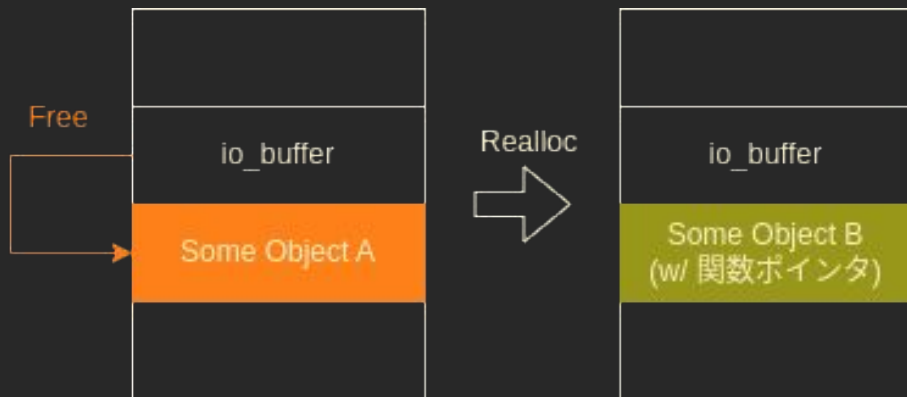 Free
io_buffer
Some Object A
Realloc
io_buffer
Some Object B
(w/ 関数ポインタ)